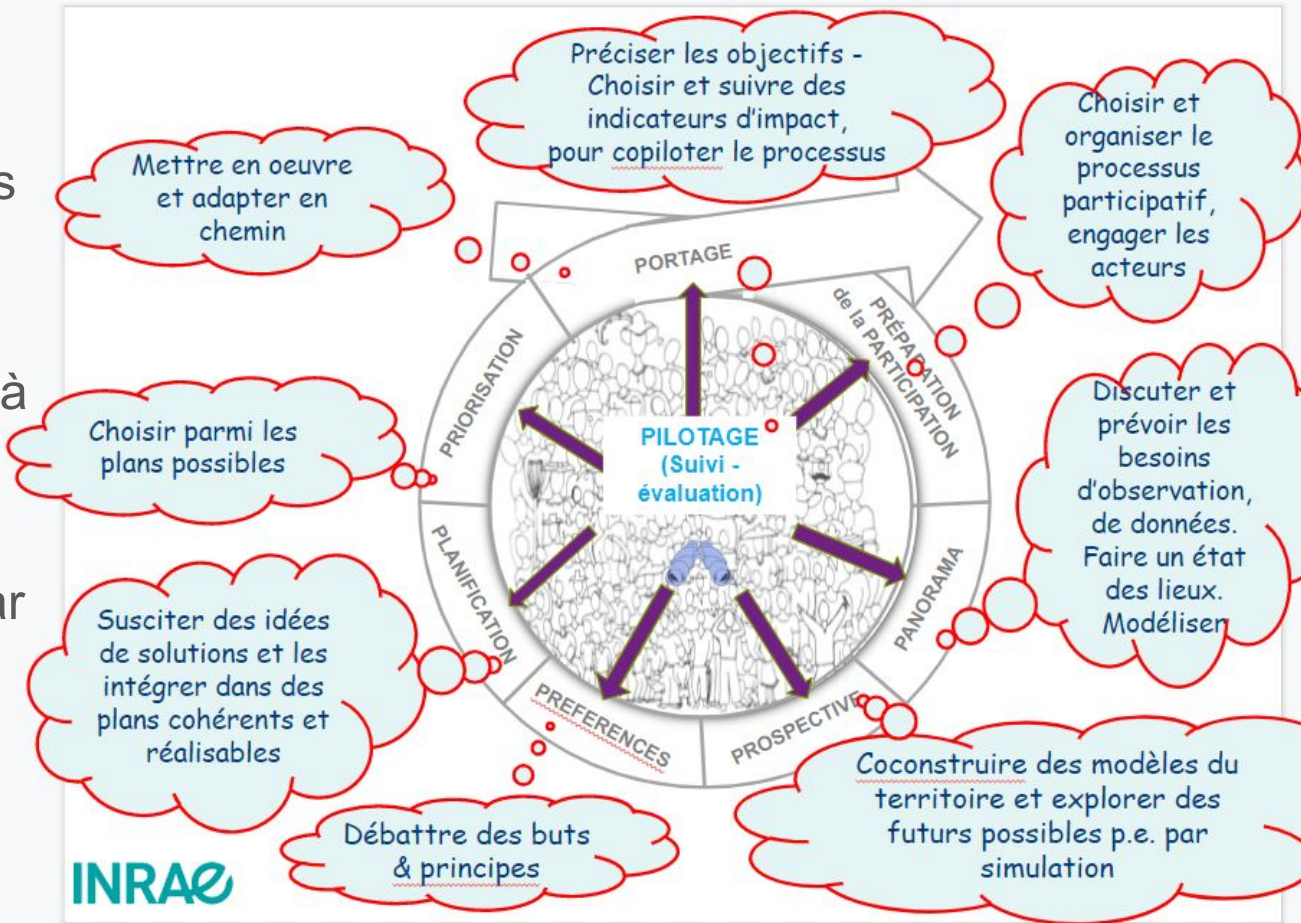 Préciser les objectifs -
Choisir et suivre des
indicateurs d'impact,
pour copiloter le processus
Choisir et
organiser le
processus
participatif,
engager les
acteurs
Mettre en oeuvre
et adapter en
chemin
s
PORTAGE
PRÉPARATION
de la PARTICIPATION
PRIORISATION
à
Discuter et
prévoir les
besoins
d'observation,
de données.
Faire un état
des lieux.
Modéliser
Choisir parmi les
plans possibles
PILOTAGE
(Suivi -
évaluation)
PLANIFICATION
PANORAMA
ar
Susciter des idées
de solutions et les
intégrer dans des
plans cohérents et
réalisables
PREFERENCES
PROSPECTIVE
Coconstruire des modèles du
territoire et explorer des
futurs possibles p.e. par
simulation
Débattre des buts
& principes
INRAE